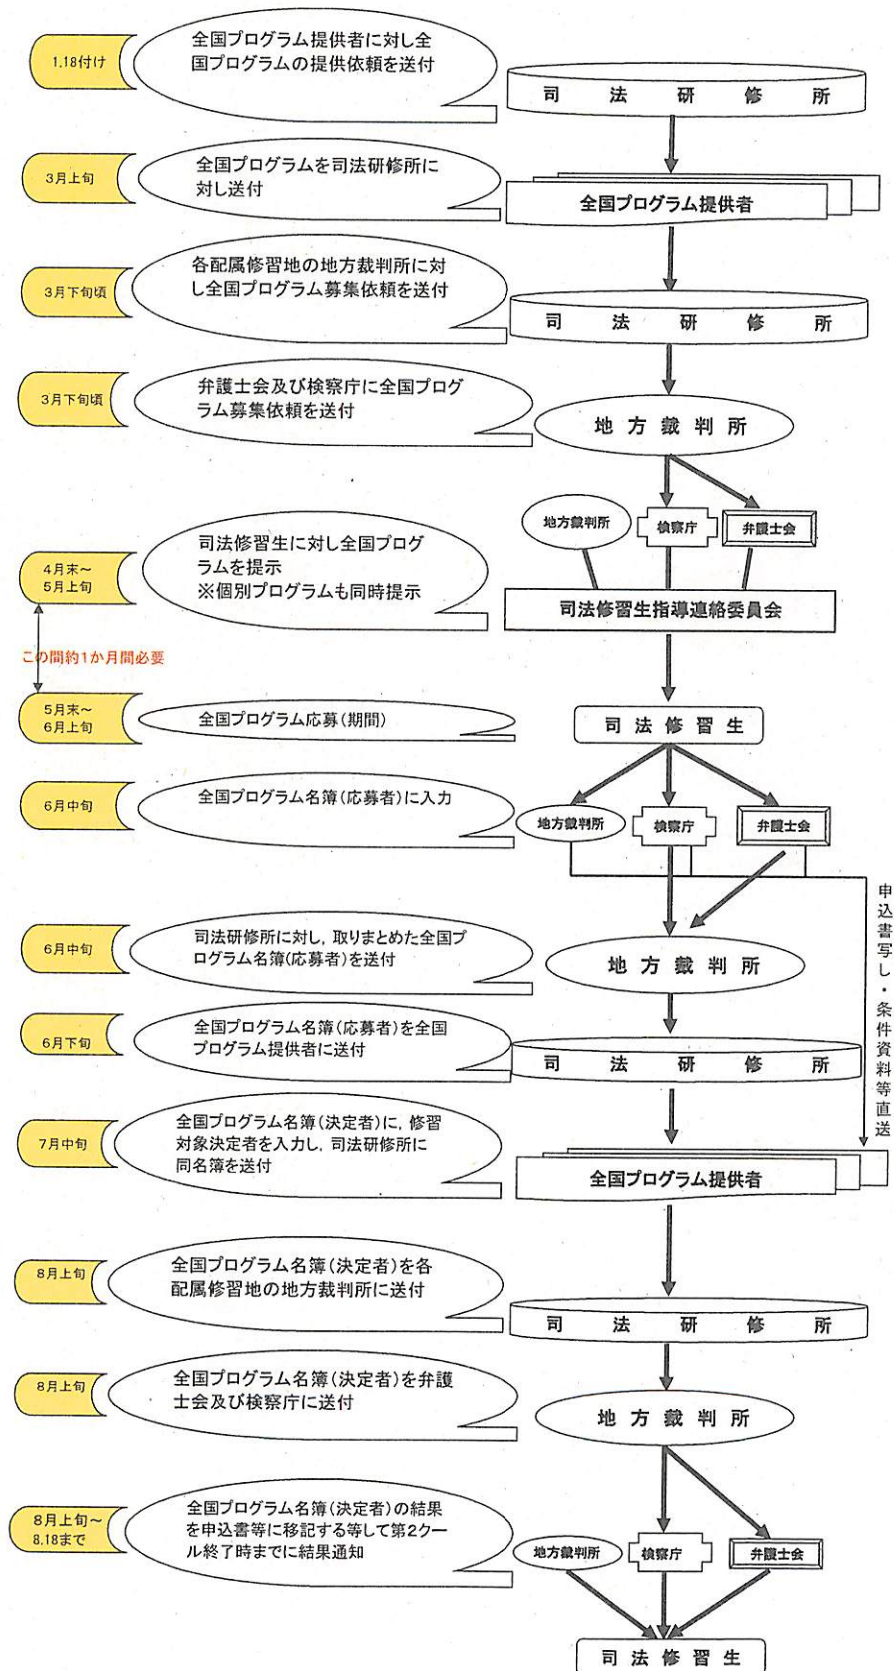 1.18付け
全国プログラム提供者に対し全
国プログラムの提供依頼を送付
司法研修所
3月上旬
全国プログラムを司法研修所に
対し送付
全国プログラム提供者
3月下旬頃
各配属修習地の地方裁判所に対
し全国プログラム募集依頼を送付
司法研修所
3月下旬頃
弁護士会及び検察庁に全国プログ
ラム募集依頼を送付
地方裁判所
地方裁判所
検察庁
弁護士会
4月末~
5月上旬
司法修習生に対し全国プログ
ラムを提示
※個別プログラムも同時提示
司法修習生指導連絡委員会
この間約1か月間必要
5月末~
6月上旬
全国プログラム応募(期間)
司法修習生
6月中旬
全国プログラム名簿(応募者)に入力
地方裁判所
検察庁
弁護士会
申込書写し・条件資料等直送
6月中旬
司法研修所に対し,取りまとめた全国プ
ログラム名簿(応募者)を送付
地方裁判所
6月下旬
全国プログラム名簿(応募者)を全国
プログラム提供者に送付
司法研修所
7月中旬
全国プログラム名簿(決定者)に,修習
対象決定者を入力し,司法研修所に
同名簿を送付
全国プログラム提供者
8月上旬
全国プログラム名簿(決定者)を各
配属修習地の地方裁判所に送付
司法研修所
8月上旬
全国プログラム名簿(決定者)を弁護
士会及び検察庁に送付
地方裁判所
8月上旬~
8.18まで
全国プログラム名簿(決定者)の結果
を申込書等に移記する等して第2クー
ル終了時までに結果通知
地方裁判所
検察庁
弁護士会
司法修習生